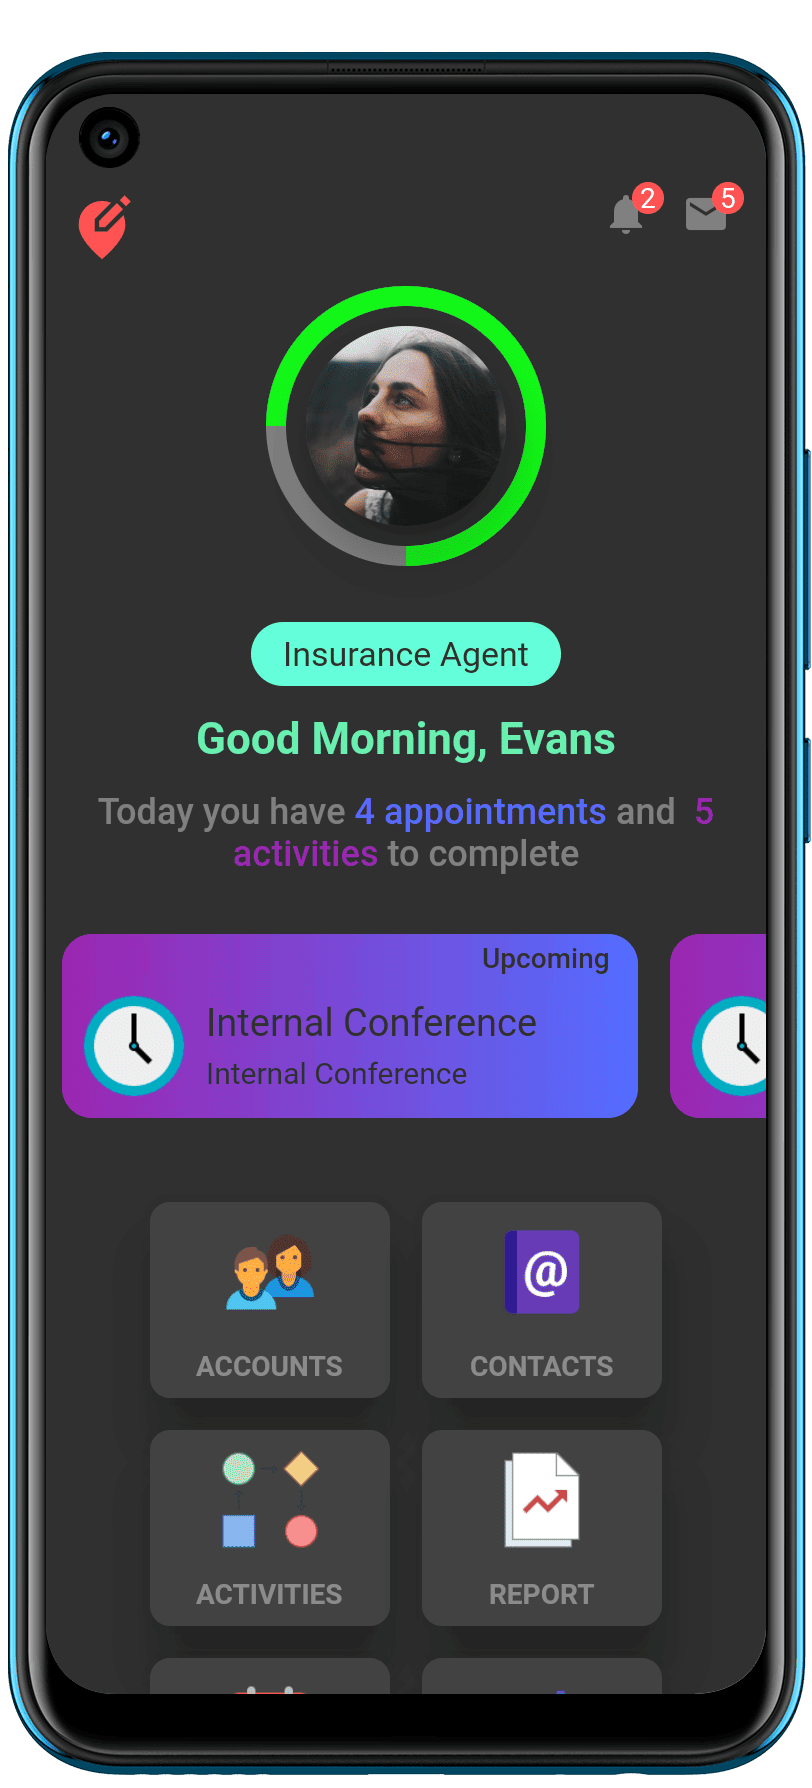 2
5
Insurance Agent
Good Morning, Evans
Today you have 4 appointments and 5
activities to complete
Upcoming
Internal Conference
Internal Conference
@
ACCOUNTS
CONTACTS
ACTIVITIES
REPORT